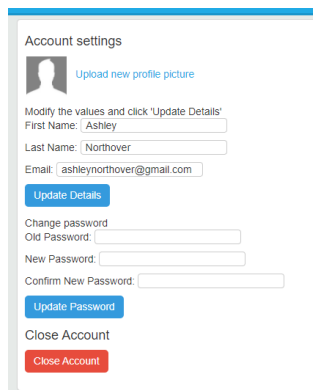 Account settings
Upload new profile picture
Modify the values and click 'Update Details'
First Name: Ashley
Last Name: Northover
Email: ashleynorthover@gmail.com
Update Details
Change password
Old Password:
New Password:
Confirm New Password:
Update Password
Close Account
Close Account